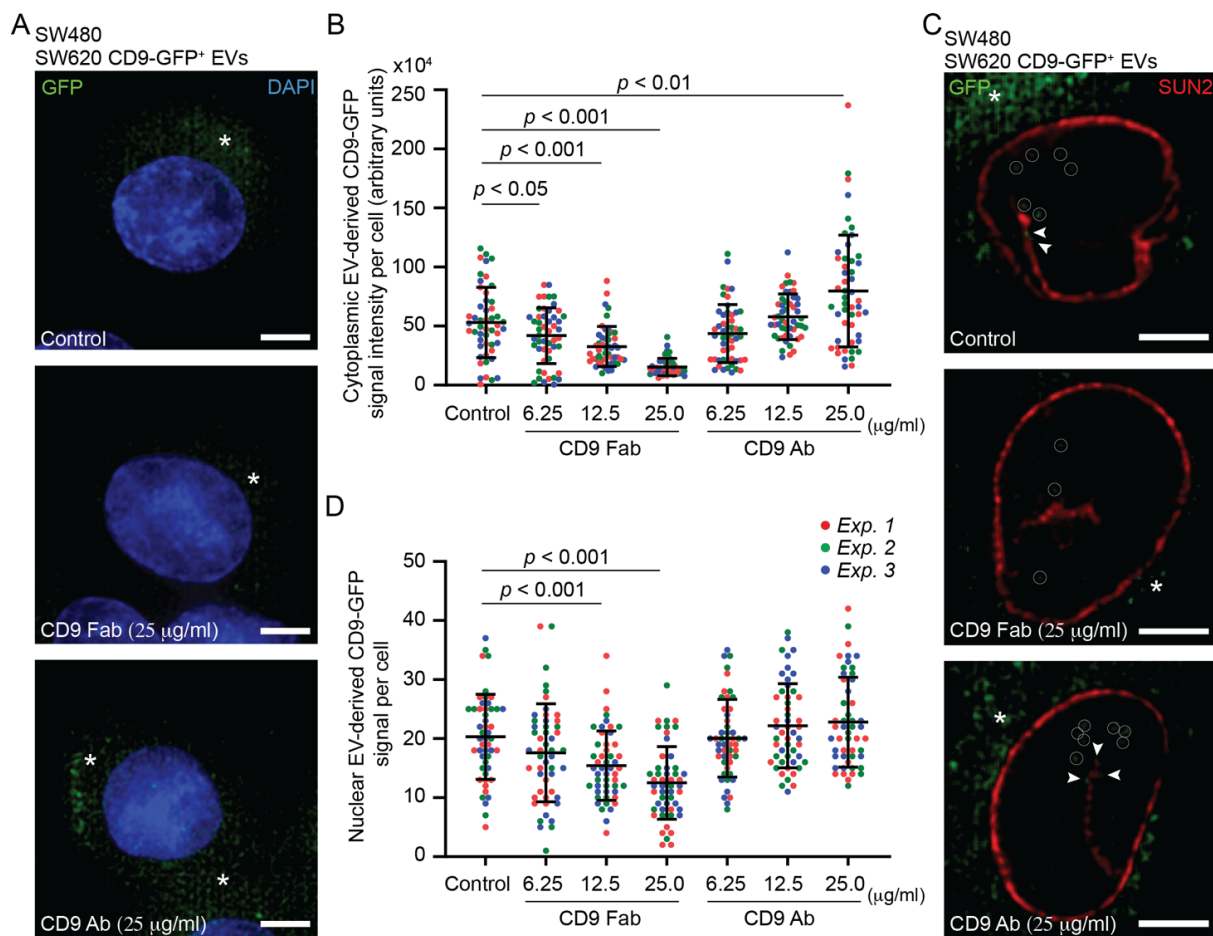 A
SW480
SW620 CD9-GFP⁺ EVs
GFP
DAPI
*
Control
*
CD9 Fab (25 µg/ml)
*
*
CD9 Ab (25 µg/ml)
B
Cytoplasmic EV-derived CD9-GFP
signal intensity per cell (arbitrary units)
x10⁴
250
200
150
100
50
0
p < 0.01
p < 0.001
p < 0.001
p < 0.05
Control
6.25
12.5
25.0
6.25
12.5
25.0
(µg/ml)
CD9 Fab
CD9 Ab
C
SW480
SW620 CD9-GFP⁺ EVs
GFP
SUN2
*
Control
*
CD9 Fab (25 µg/ml)
*
CD9 Ab (25 µg/ml)
D
Nuclear EV-derived CD9-GFP
signal per cell
50
40
30
20
10
0
p < 0.001
p < 0.001
Exp. 1
Exp. 2
Exp. 3
Control
6.25
12.5
25.0
6.25
12.5
25.0
(µg/ml)
CD9 Fab
CD9 Ab